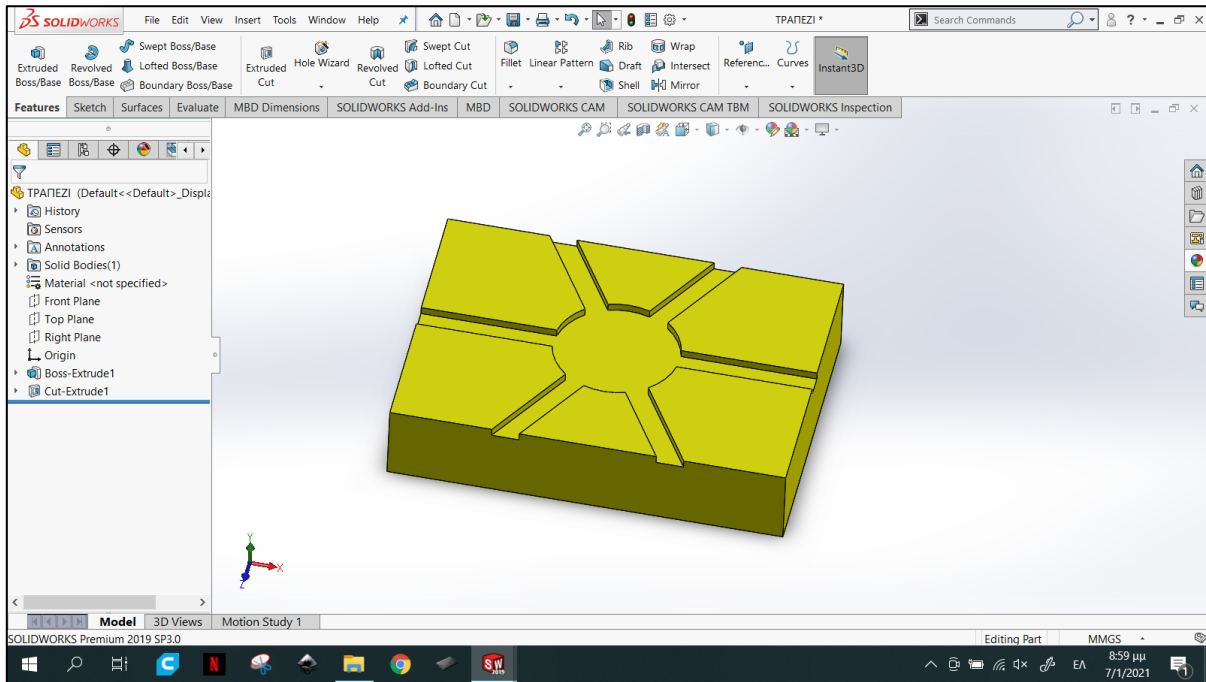 SOLIDWORKS File Edit View Insert Tools Window Help ΤΡΑΠΕΖΙ * Search Commands ?
Extruded Boss/Base
Revolved Boss/Base
Swept Boss/Base
Lofted Boss/Base
Boundary Boss/Base
Extruded Cut
Hole Wizard
Revolved Cut
Swept Cut
Lofted Cut
Boundary Cut
Fillet
Linear Pattern
Rib
Draft
Shell
Wrap
Intersect
Mirror
Referenc...
Curves
Instant3D
Features Sketch Surfaces Evaluate MBD Dimensions SOLIDWORKS Add-Ins MBD SOLIDWORKS CAM SOLIDWORKS CAM TBM SOLIDWORKS Inspection
ΤΡΑΠΕΖΙ (Default<<Default>_Displa
History
Sensors
Annotations
Solid Bodies(1)
Material <not specified>
Front Plane
Top Plane
Right Plane
Origin
Boss-Extrude1
Cut-Extrude1
Y
X
Z
Model 3D Views Motion Study 1
SOLIDWORKS Premium 2019 SP3.0 Editing Part MMGS
N
SW
2019
ΕΛ
8:59 μμ
7/1/2021
1